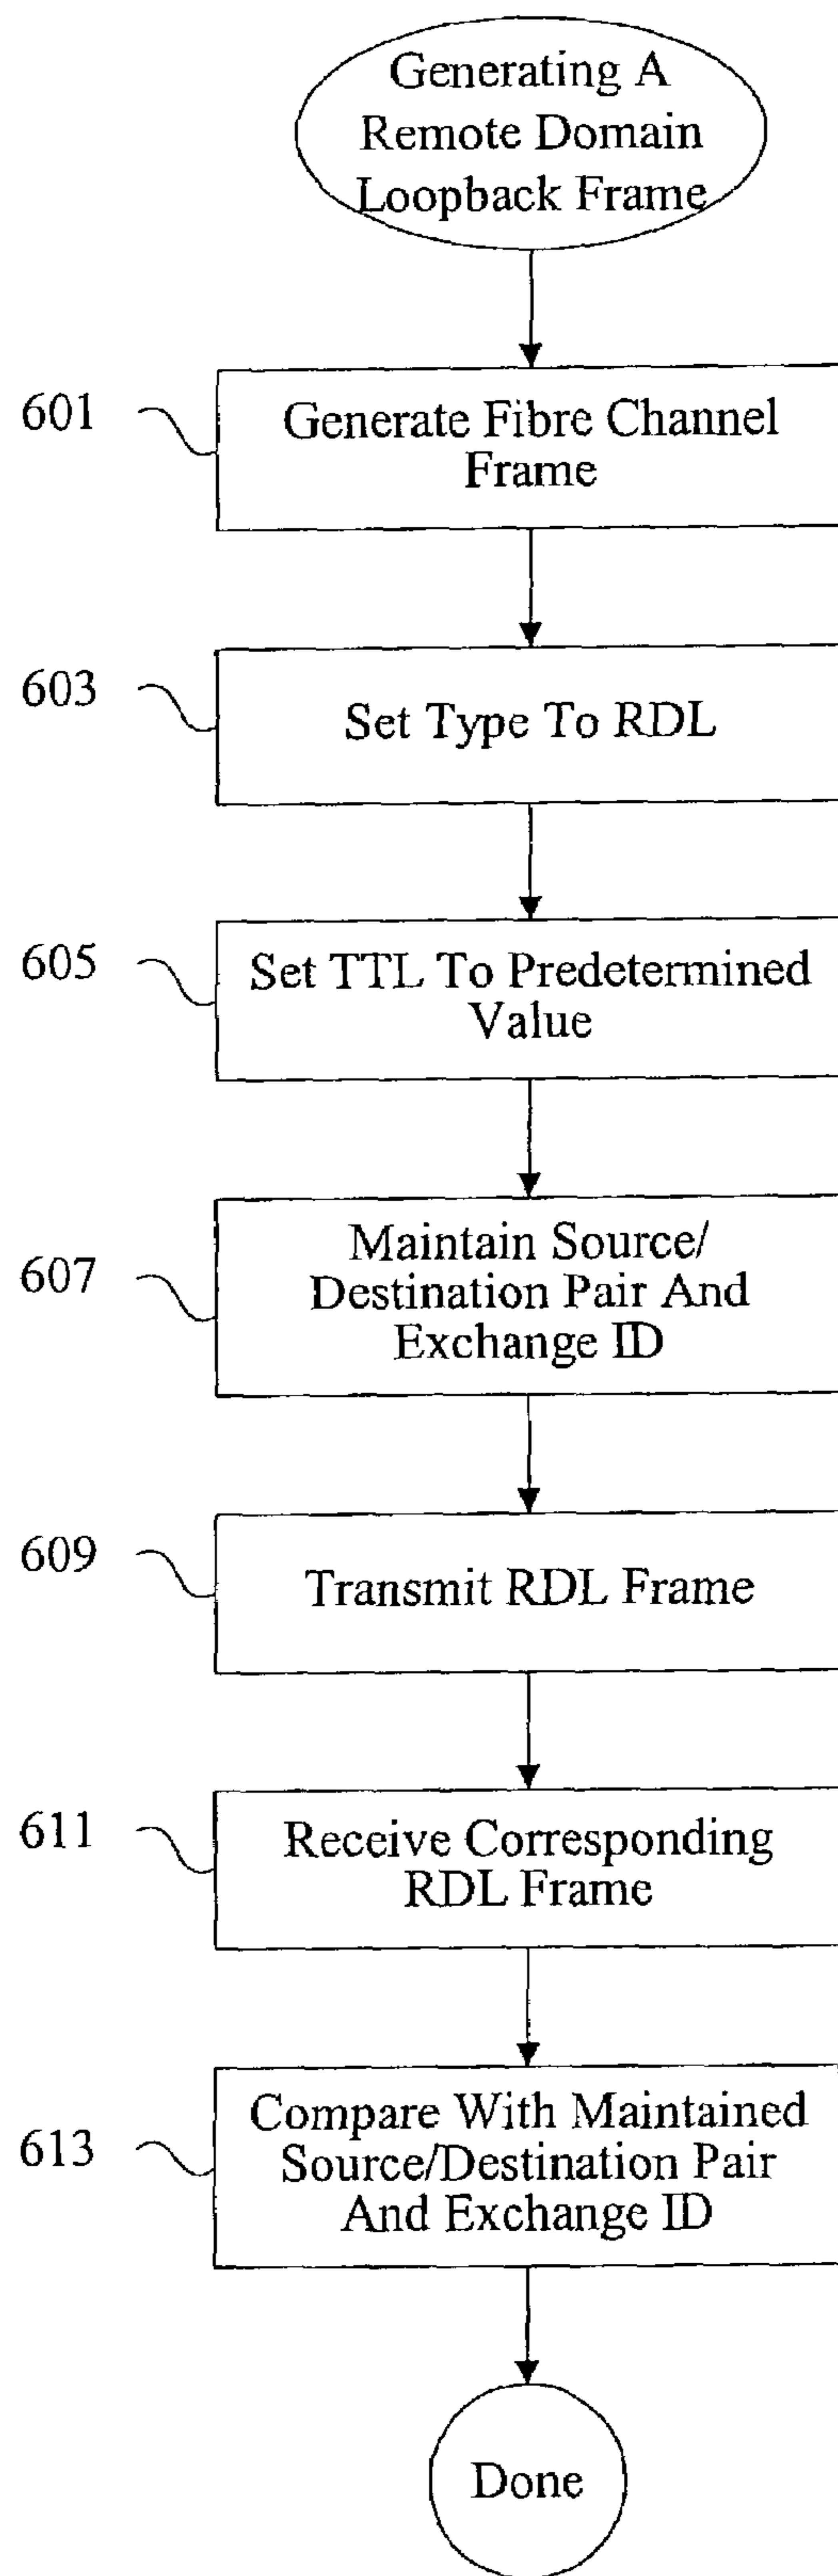 Generating A
Remote Domain
Loopback Frame
601
Generate Fibre Channel
Frame
603
Set Type To RDL
605
Set TTL To Predetermined
Value
607
Maintain Source/
Destination Pair And
Exchange ID
609
Transmit RDL Frame
611
Receive Corresponding
RDL Frame
613
Compare With Maintained
Source/Destination Pair
And Exchange ID
Done